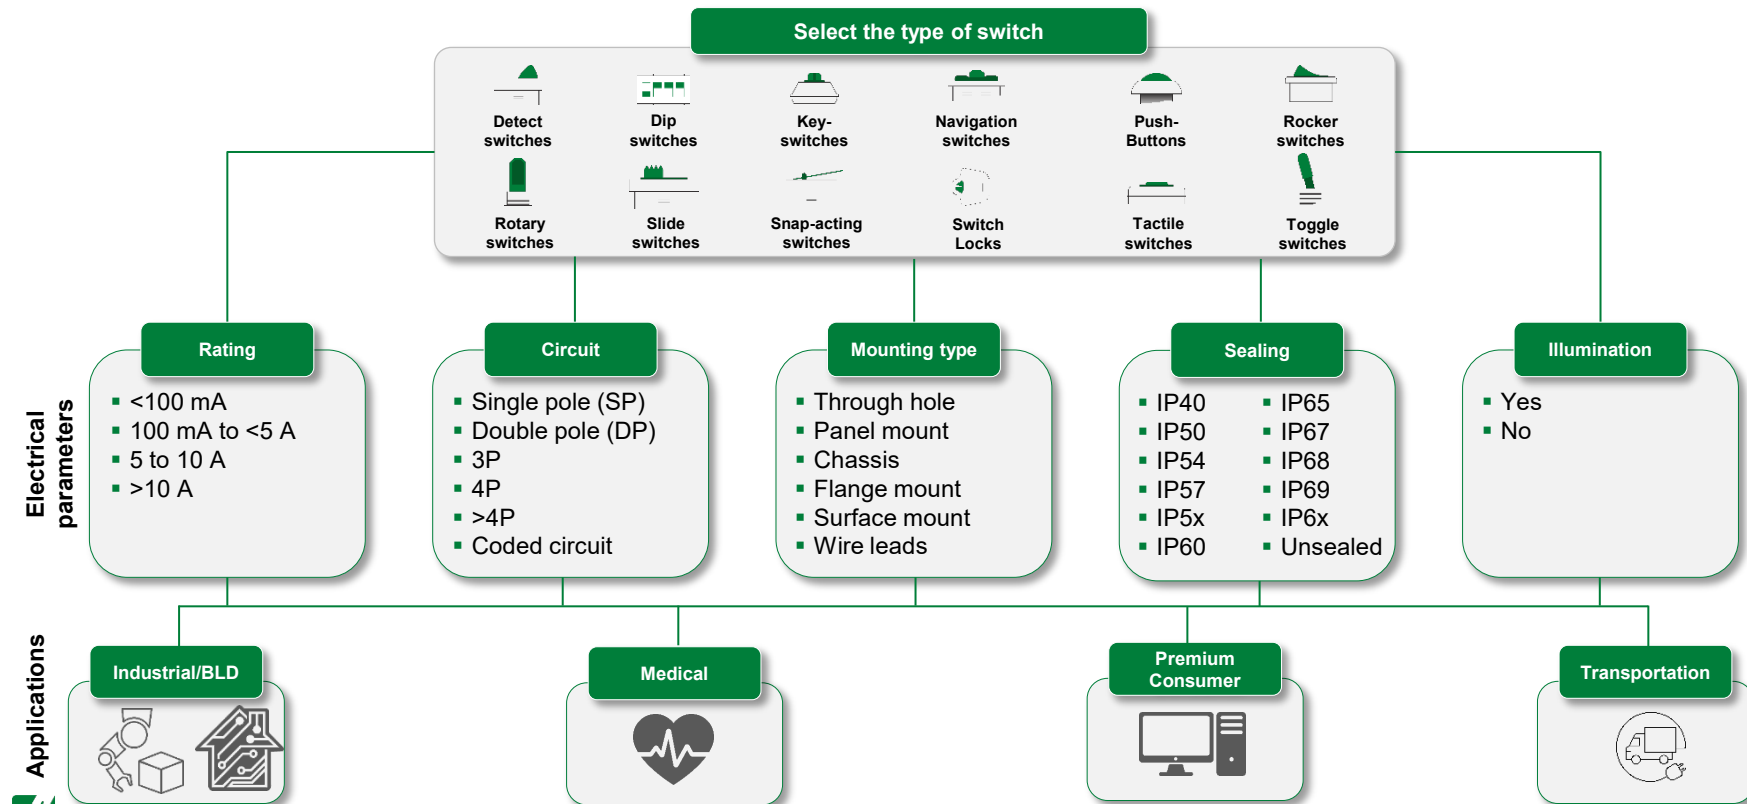 Select the type of switch
Detect
switches
Dip
switches
Key-
switches
Navigation
switches
Push-
Buttons
Rocker
switches
Rotary
switches
Slide
switches
Snap-acting
switches
Switch
Locks
Tactile
switches
Toggle
switches
Electrical
parameters
Rating
<100 mA
100 mA to <5 A
5 to 10 A
>10 A
Circuit
Single pole (SP)
Double pole (DP)
3P
4P
>4P
Coded circuit
Mounting type
Through hole
Panel mount
Chassis
Flange mount
Surface mount
Wire leads
Sealing
IP40
IP50
IP54
IP57
IP5x
IP60
IP65
IP67
IP68
IP69
IP6x
Unsealed
Illumination
Yes
No
Applications
Industrial/BLD
Medical
Premium
Consumer
Transportation